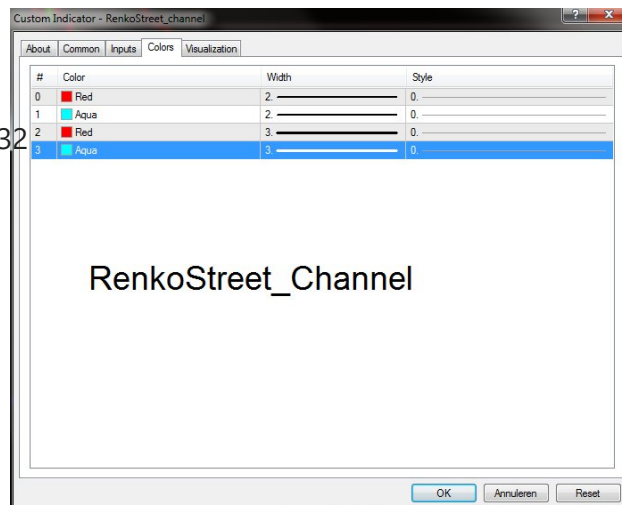 Custom Indicator - RenkoStreet_channel
?
X
About Common Inputs Colors Visualization
# Color Width Style
0 Red 2. 0.
1 Aqua 2. 0.
32
2 Red 3. 0.
3 Aqua 3. 0.
RenkoStreet_Channel
OK Annuleren Reset